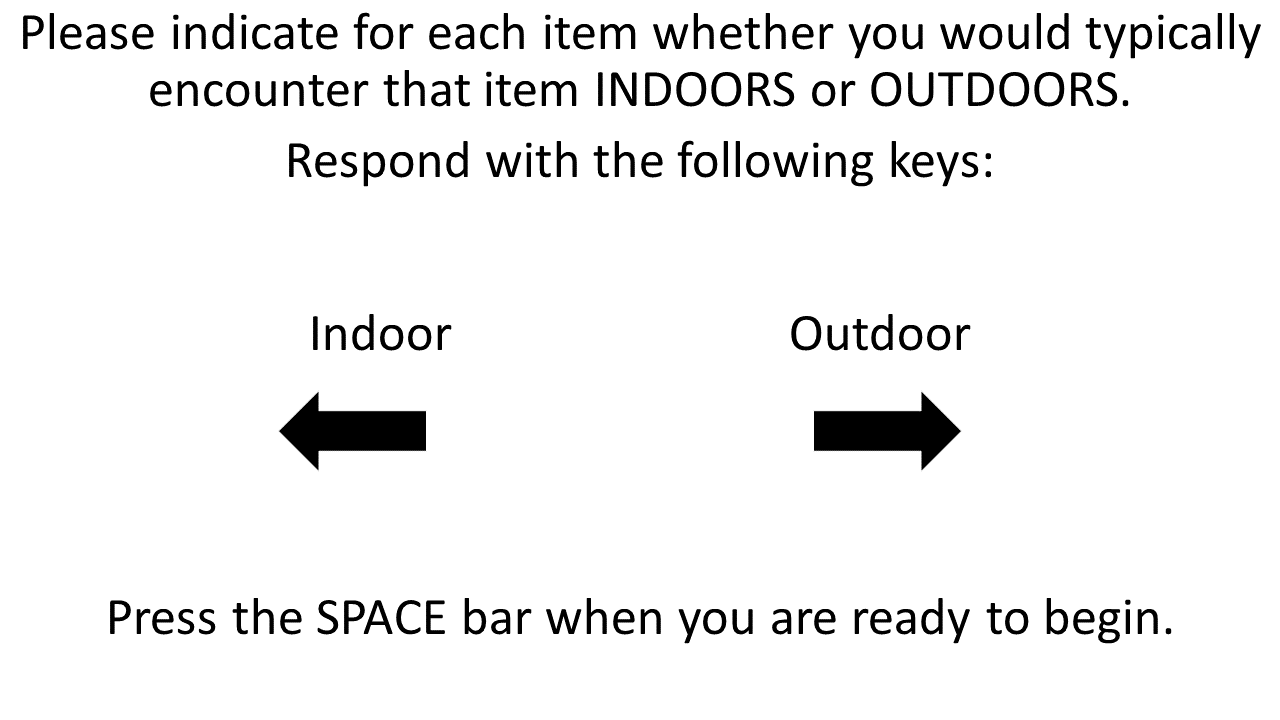 Please indicate for each item whether you would typically
encounter that item INDOORS or OUTDOORS.
Respond with the following keys:
Indoor
Outdoor
Press the SPACE bar when you are ready to begin.